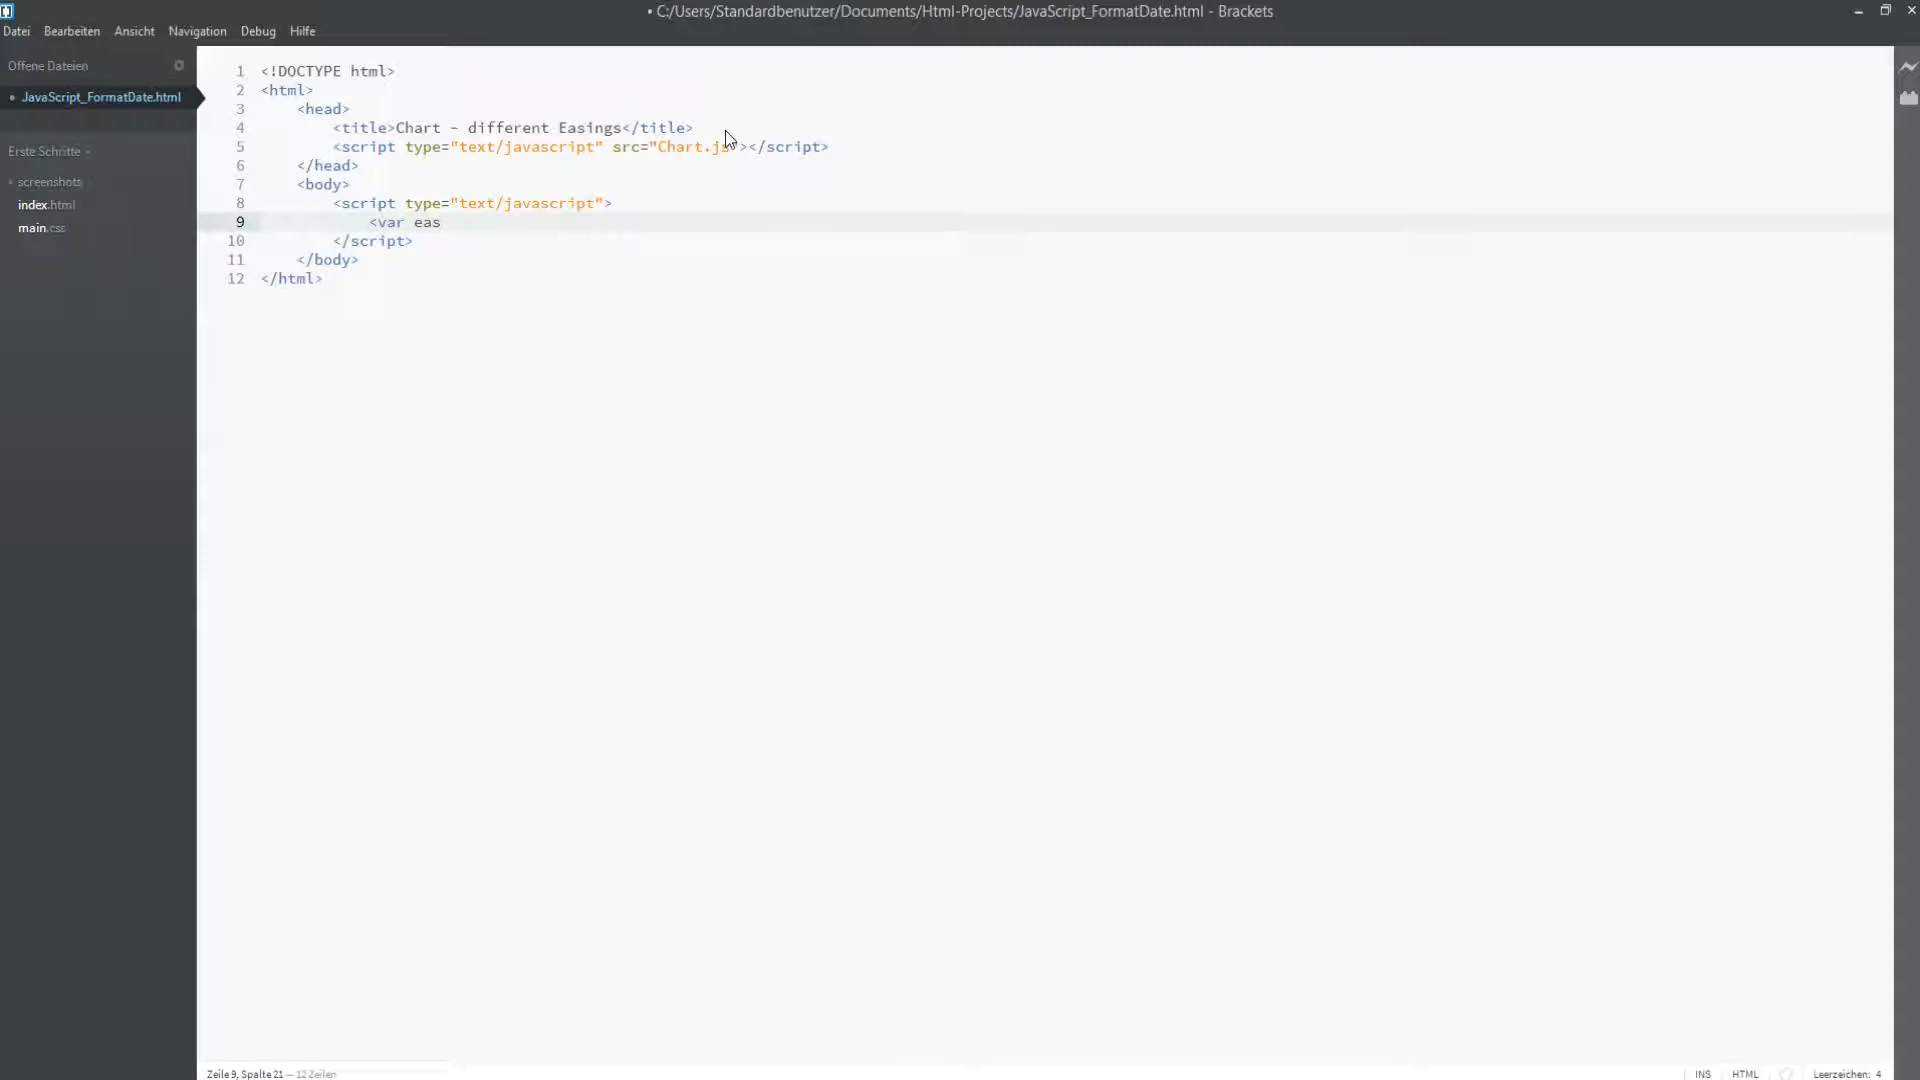 • C:/Users/Standardbenutzer/Documents/Html-Projects/JavaScript_FormatDate.html - Brackets
Datei Bearbeiten Ansicht Navigation Debug Hilfe
Offene Dateien
• JavaScript_FormatDate.html
Erste Schritte
screenshots
index.html
main.css
1 <!DOCTYPE html>
2 <html>
3 <head>
4 <title>Chart - different Easings</title>
5 <script type="text/javascript" src="Chart.js"></script>
6 </head>
7 <body>
8 <script type="text/javascript">
9 <var eas
10 </script>
11 </body>
12 </html>
Zeile 9, Spalte 21 — 12 Zeilen
INS HTML Leerzeichen: 4